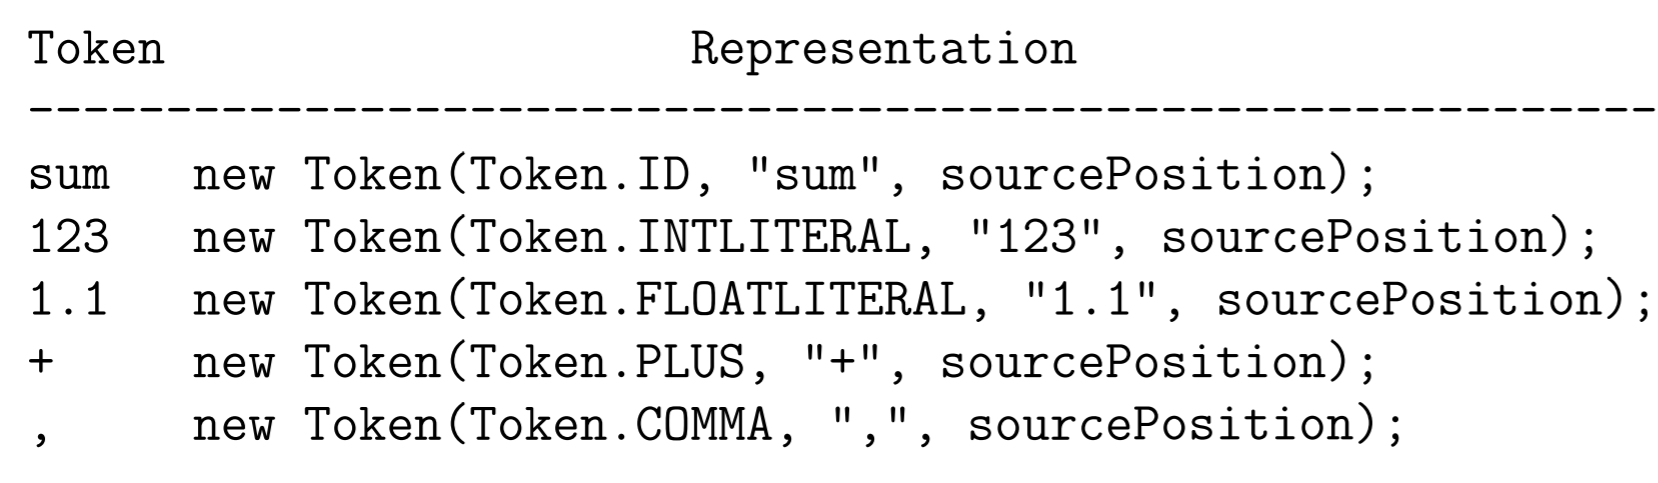 Token                   Representation
-----------------------------------------------------------
sum   new Token(Token.ID, "sum", sourcePosition);
123   new Token(Token.INTLITERAL, "123", sourcePosition);
1.1   new Token(Token.FLOATLITERAL, "1.1", sourcePosition);
+     new Token(Token.PLUS, "+", sourcePosition);
,     new Token(Token.COMMA, ",", sourcePosition);